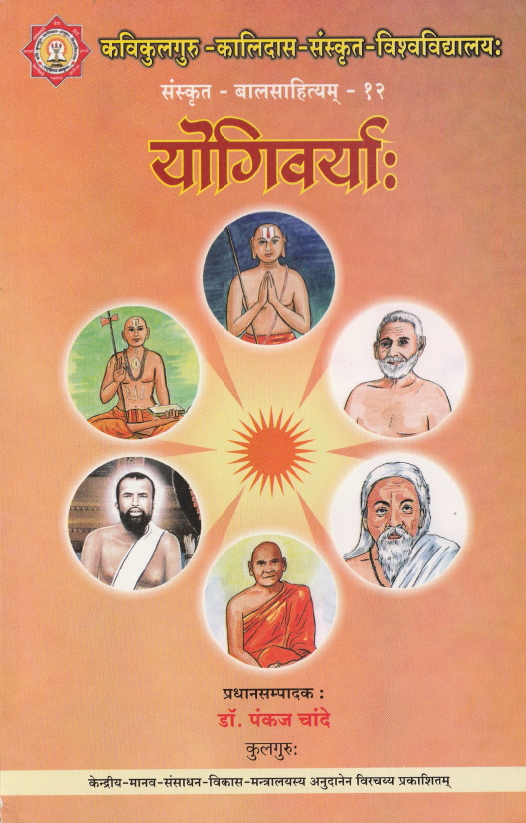 कविकुलगुरु -कालिदास-संस्कृत-विश्वविद्यालय:
संस्कृत - बालसाहित्यम् - १२
योगिवर्या:
प्रधानसम्पादक :
डॉ. पंकज चांदे
कुलगुरु:
केन्द्रीय-मानव-संसाधन-विकास-मन्त्रालयस्य अनुदानेन विरचय्य प्रकाशितम्